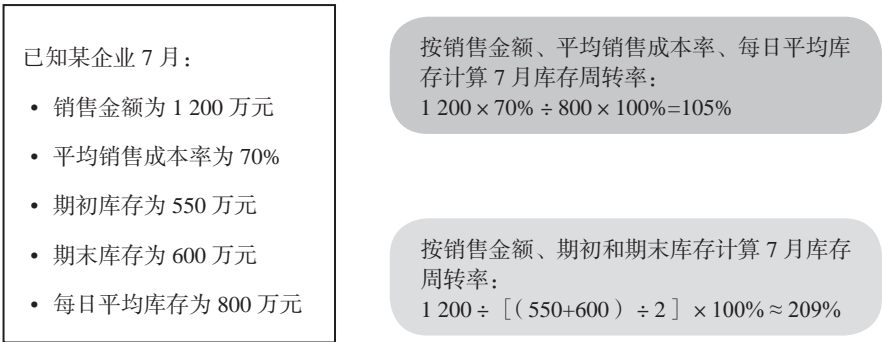 已知某企业 7 月：
• 销售金额为 1 200 万元
• 平均销售成本率为 70%
• 期初库存为 550 万元
• 期末库存为 600 万元
• 每日平均库存为 800 万元
按销售金额、平均销售成本率、每日平均库
存计算 7 月库存周转率：
1 200 × 70% ÷ 800 × 100%=105%
按销售金额、期初和期末库存计算 7 月库存
周转率：
1 200 ÷ ［（550+600）÷ 2］× 100% ≈ 209%